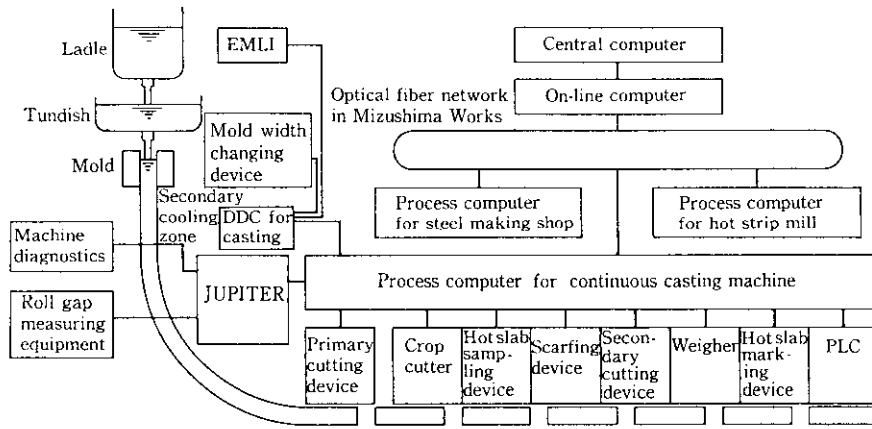 Ladle
EMLI
Central computer
Tundish
Optical fiber network
in Mizushima Works
On-line computer
Mold
Mold width
changing
device
Secondary
cooling
zone
DDC for
casting
Process computer
for steel making shop
Process computer
for hot strip mill
Machine
diagnostics
JUPITER
Process computer for continuous casting machine
Roll gap
measuring
equipment
Primary
cutting
device
Crop
cutter
Hot slab
sam-
pling
device
Scarfing
device
Secon-
dary
cutting
device
Weigher
Hot slab
mark-
ing
device
PLC